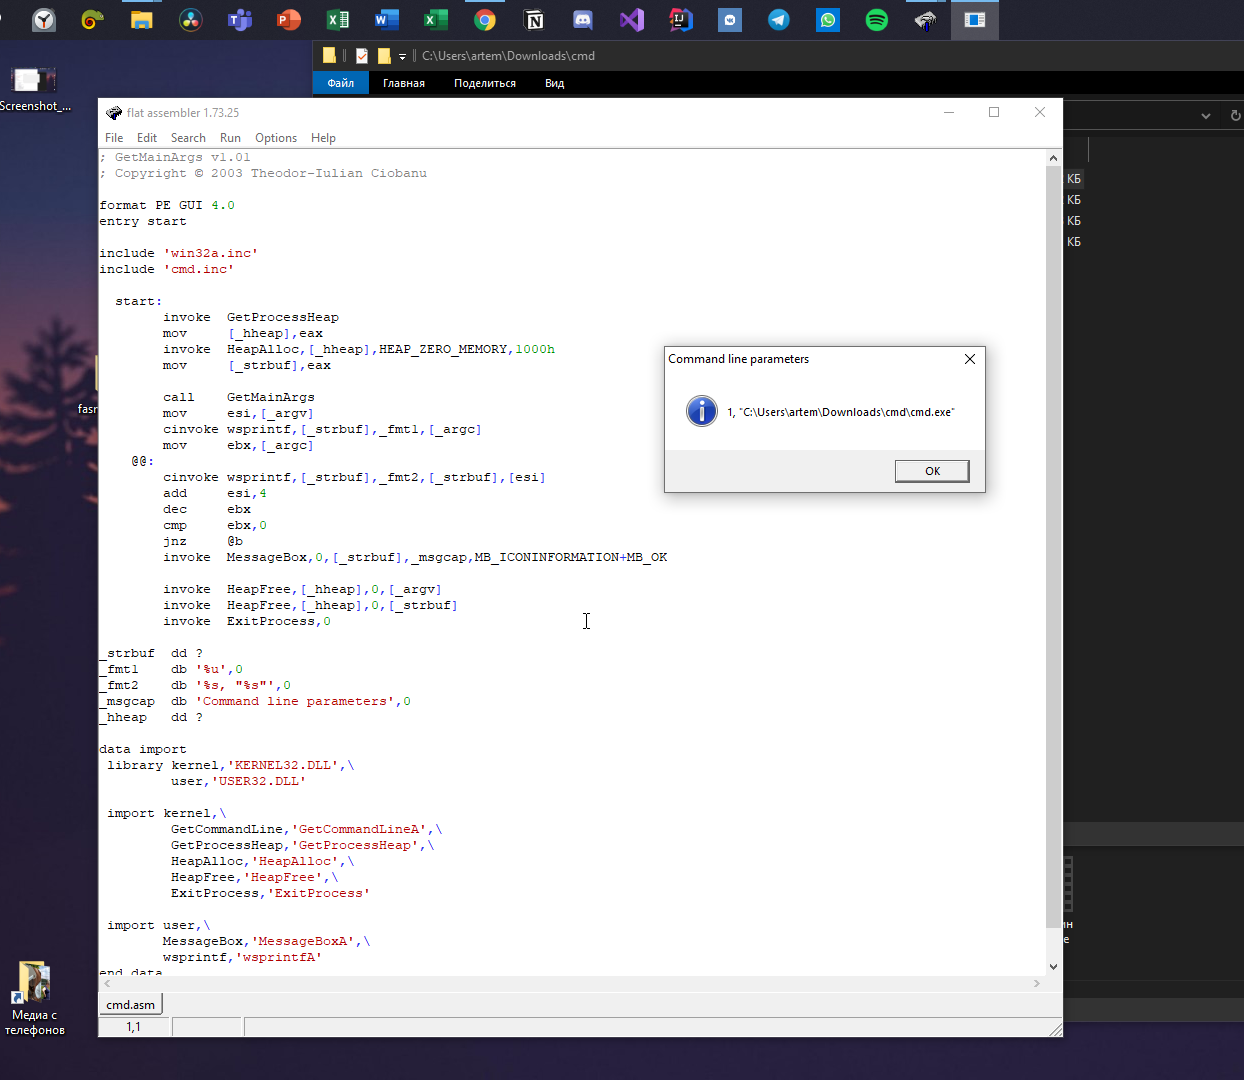 C:\Users\artem\Downloads\cmd
Файл Главная Поделиться Вид
Screenshot_...
flat assembler 1.73.25
File Edit Search Run Options Help
; GetMainArgs v1.01
; Copyright © 2003 Theodor-Iulian Ciobanu
format PE GUI 4.0
entry start
include 'win32a.inc'
include 'cmd.inc'
start:
invoke GetProcessHeap
mov [_hheap],eax
invoke HeapAlloc,[_hheap],HEAP_ZERO_MEMORY,1000h
mov [_strbuf],eax
call GetMainArgs
mov esi,[_argv]
cinvoke wsprintf,[_strbuf],_fmt1,[_argc]
mov ebx,[_argc]
@@:
cinvoke wsprintf,[_strbuf],_fmt2,[_strbuf],[esi]
add esi,4
dec ebx
cmp ebx,0
jnz @b
invoke MessageBox,0,[_strbuf],_msgcap,MB_ICONINFORMATION+MB_OK
invoke HeapFree,[_hheap],0,[_argv]
invoke HeapFree,[_hheap],0,[_strbuf]
invoke ExitProcess,0
_strbuf dd ?
_fmt1 db '%u',0
_fmt2 db '%s, "%s"',0
_msgcap db 'Command line parameters',0
_hheap dd ?
data import
library kernel,'KERNEL32.DLL',\
user,'USER32.DLL'
import kernel,\
GetCommandLine,'GetCommandLineA',\
GetProcessHeap,'GetProcessHeap',\
HeapAlloc,'HeapAlloc',\
HeapFree,'HeapFree',\
ExitProcess,'ExitProcess'
import user,\
MessageBox,'MessageBoxA',\
wsprintf,'wsprintfA'
end data
cmd.asm
1,1
Command line parameters
1, "C:\Users\artem\Downloads\cmd\cmd.exe"
OK
КБ
КБ
КБ
КБ
fasr
Медиа с
телефонов